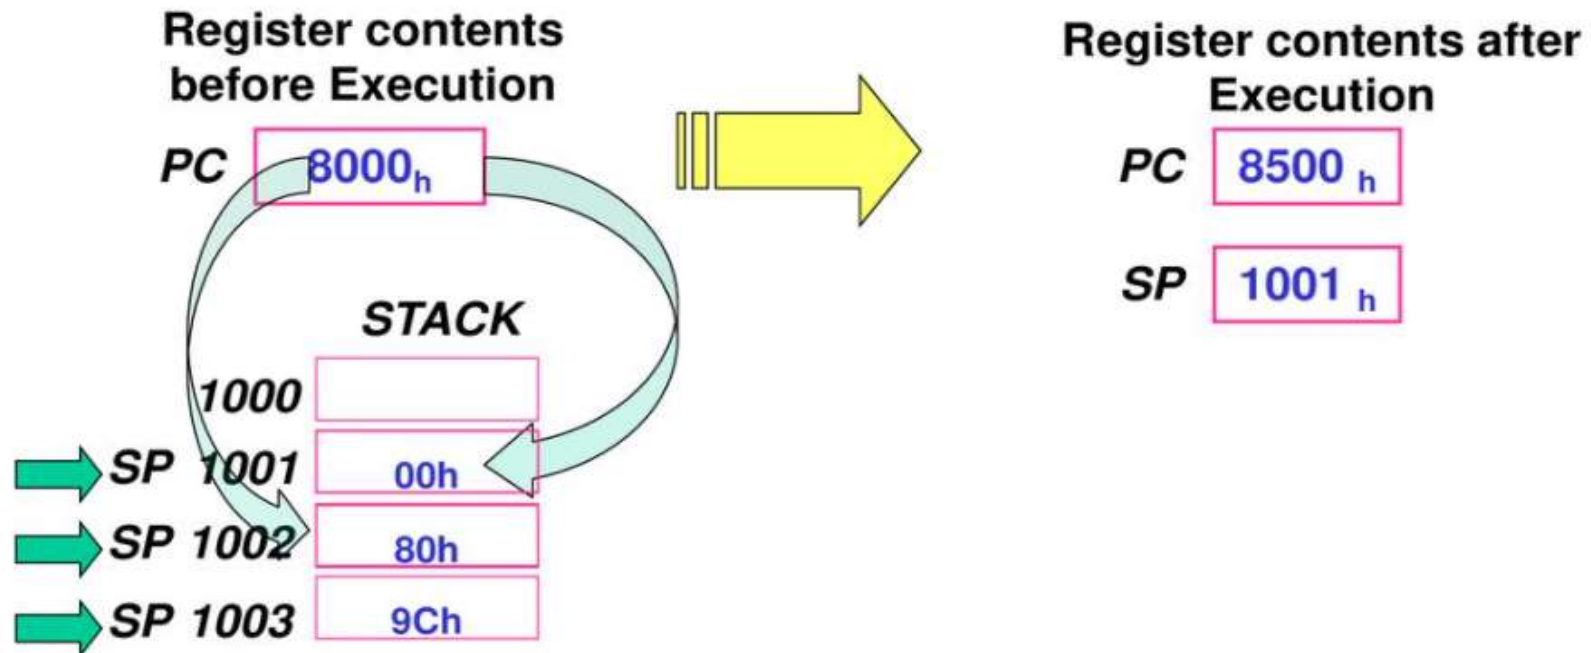 Register contents
before Execution
PC 8000h
STACK
1000
SP 1001 00h
SP 1002 80h
SP 1003 9Ch
Register contents after
Execution
PC 8500 h
SP 1001 h